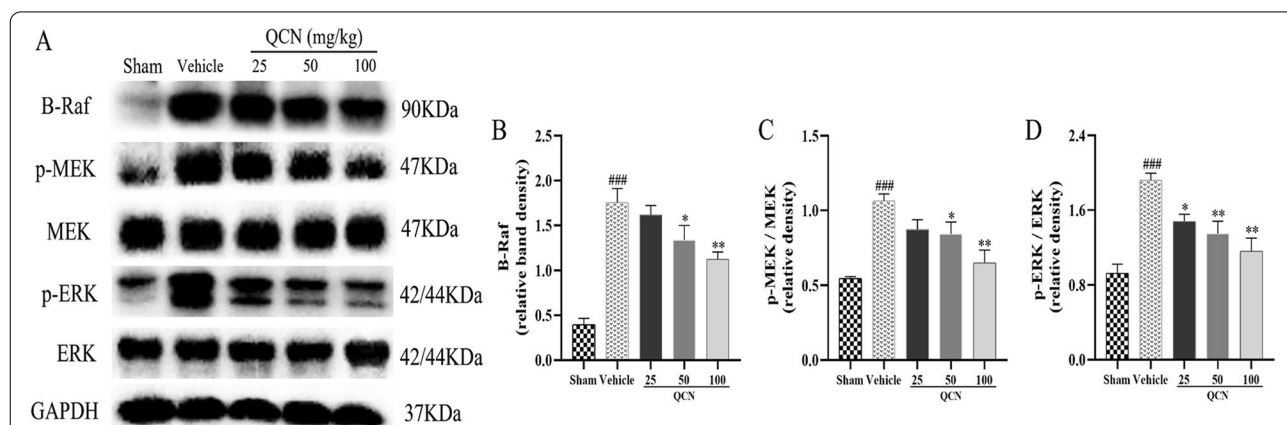 A
QCN (mg/kg)
Sham Vehicle 25 50 100
B-Raf 90KDa
p-MEK 47KDa
MEK 47KDa
p-ERK 42/44KDa
ERK 42/44KDa
GAPDH 37KDa
B
B-Raf
(relative band density)
2.5
2.0
1.5
1.0
0.5
0.0
###
*
**
Sham Vehicle 25 50 100
QCN
C
p-MEK / MEK
(relative density)
1.5
1.0
0.5
0.0
###
*
**
Sham Vehicle 25 50 100
QCN
D
p-ERK / ERK
(relative density)
2.4
1.6
0.8
0.0
###
*
**
**
Sham Vehicle 25 50 100
QCN